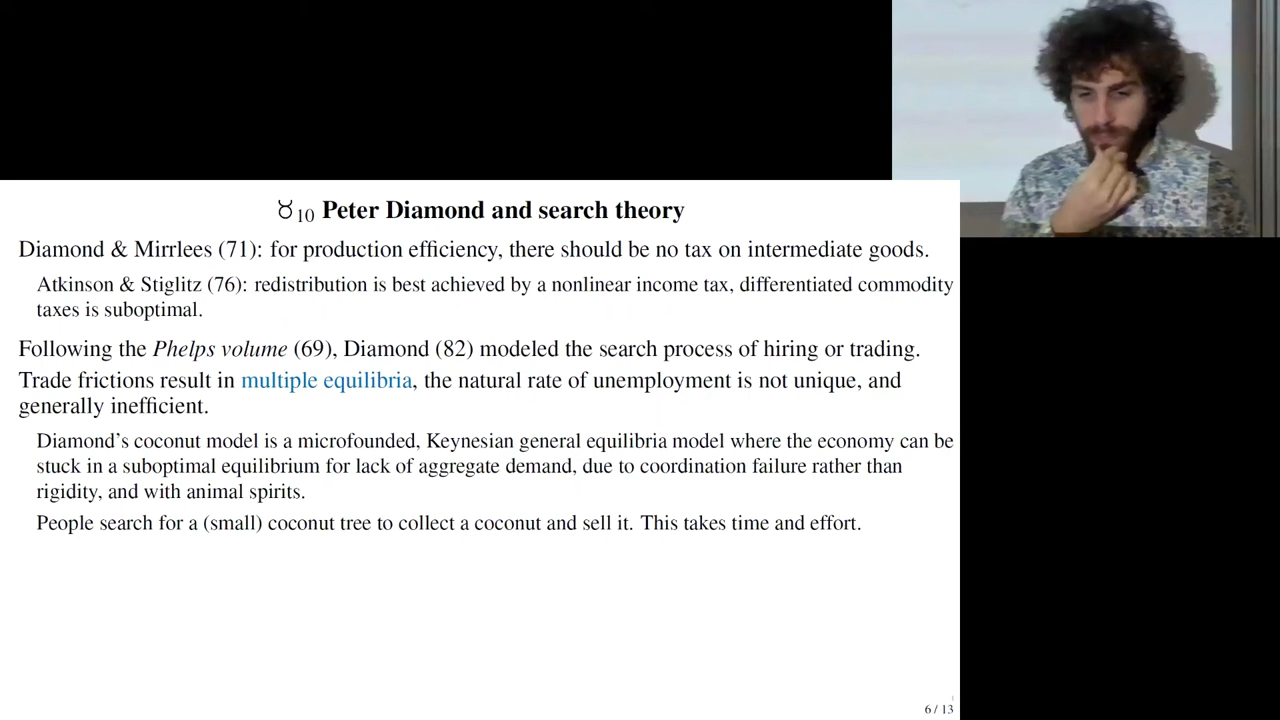 ♉10 Peter Diamond and search theory
Diamond & Mirrlees (71): for production efficiency, there should be no tax on intermediate goods.
Atkinson & Stiglitz (76): redistribution is best achieved by a nonlinear income tax, differentiated commodity
taxes is suboptimal.
Following the Phelps volume (69), Diamond (82) modeled the search process of hiring or trading.
Trade frictions result in multiple equilibria, the natural rate of unemployment is not unique, and
generally inefficient.
Diamond's coconut model is a microfounded, Keynesian general equilibria model where the economy can be
stuck in a suboptimal equilibrium for lack of aggregate demand, due to coordination failure rather than
rigidity, and with animal spirits.
People search for a (small) coconut tree to collect a coconut and sell it. This takes time and effort.
6 / 13